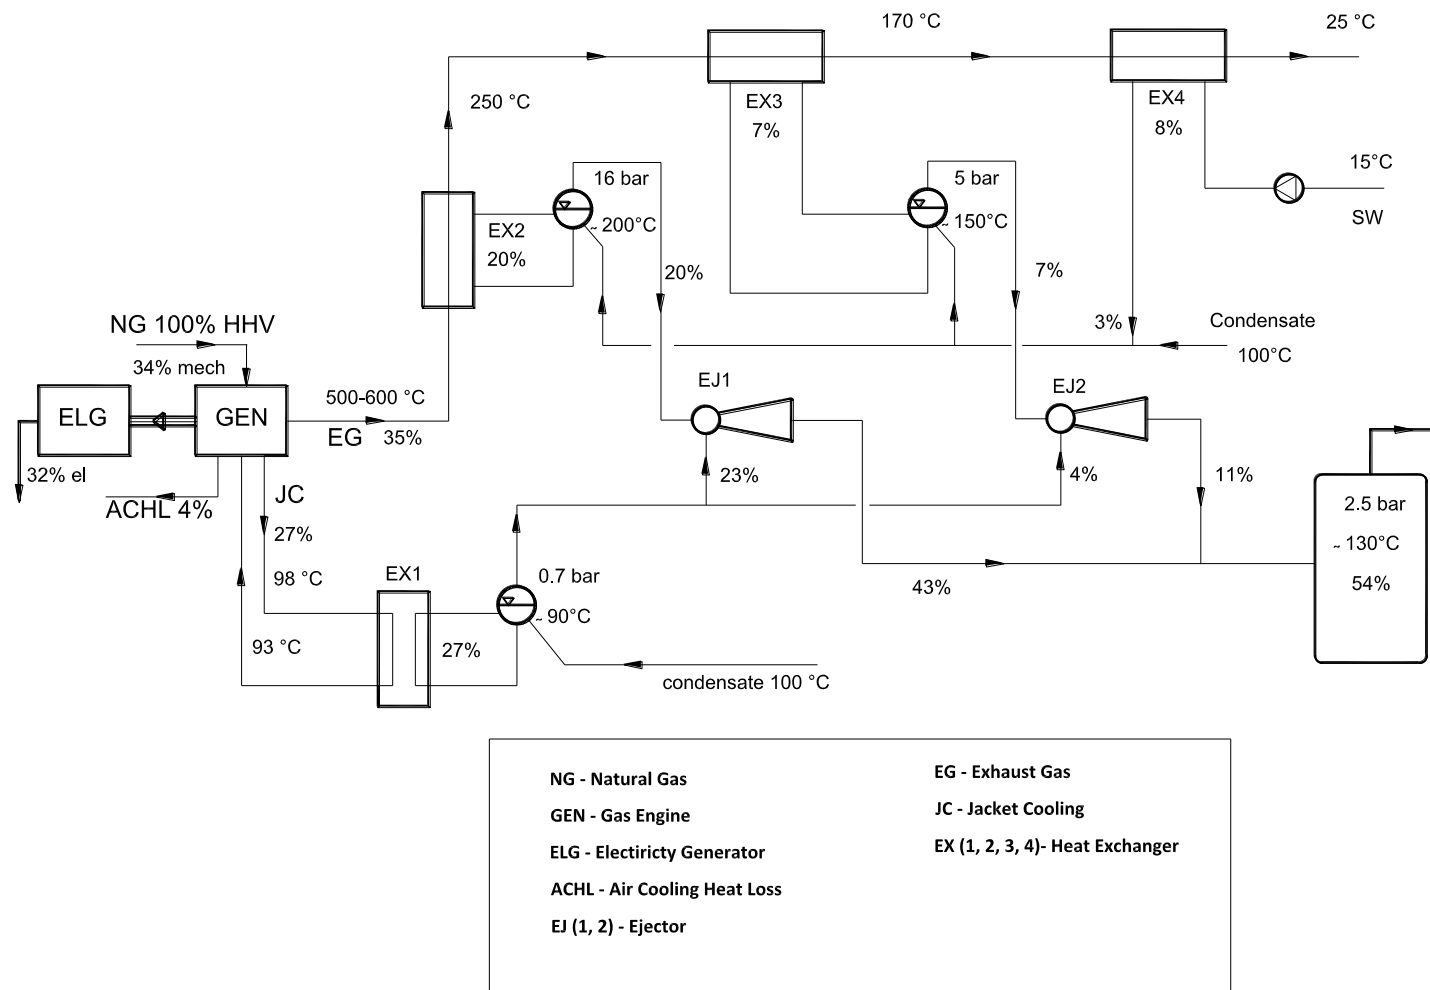 170 °C
25 °C
250 °C
EX3
7%
EX4
8%
15°C
SW
16 bar
~ 200°C
5 bar
~ 150°C
EX2
20%
20%
7%
3%
Condensate
100°C
NG 100% HHV
34% mech
ELG
GEN
500-600 °C
EG 35%
32% el
ACHL 4%
JC
27%
98 °C
93 °C
EX1
27%
0.7 bar
~ 90°C
condensate 100 °C
EJ1
23%
EJ2
4%
11%
43%
2.5 bar
~ 130°C
54%
NG - Natural Gas
GEN - Gas Engine
ELG - Electiricty Generator
ACHL - Air Cooling Heat Loss
EJ (1, 2) - Ejector
EG - Exhaust Gas
JC - Jacket Cooling
EX (1, 2, 3, 4)- Heat Exchanger